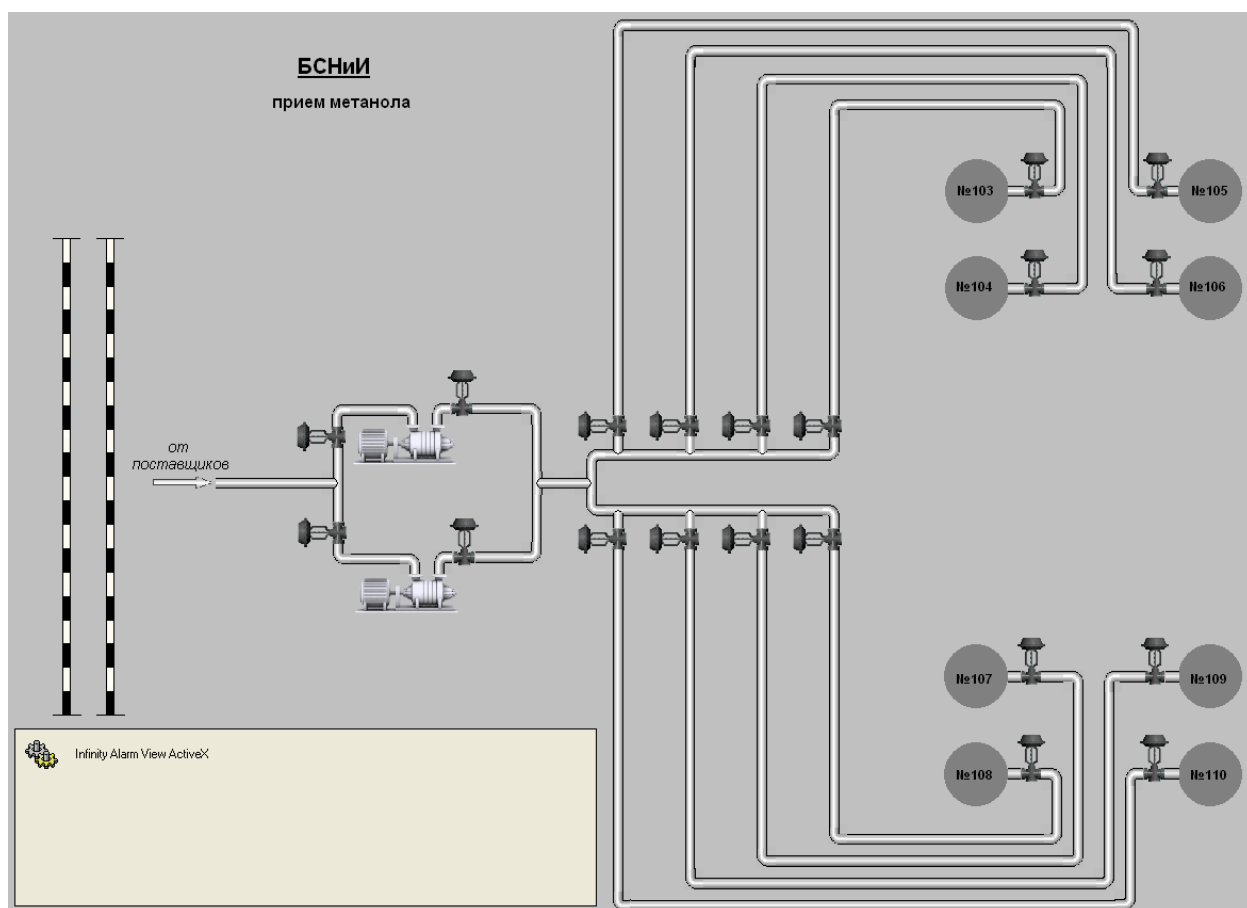 БСНиИ
прием метанола
№103
№105
№104
№106
от
поставщиков
№107
№109
№108
№110
Infinity Alarm View ActiveX